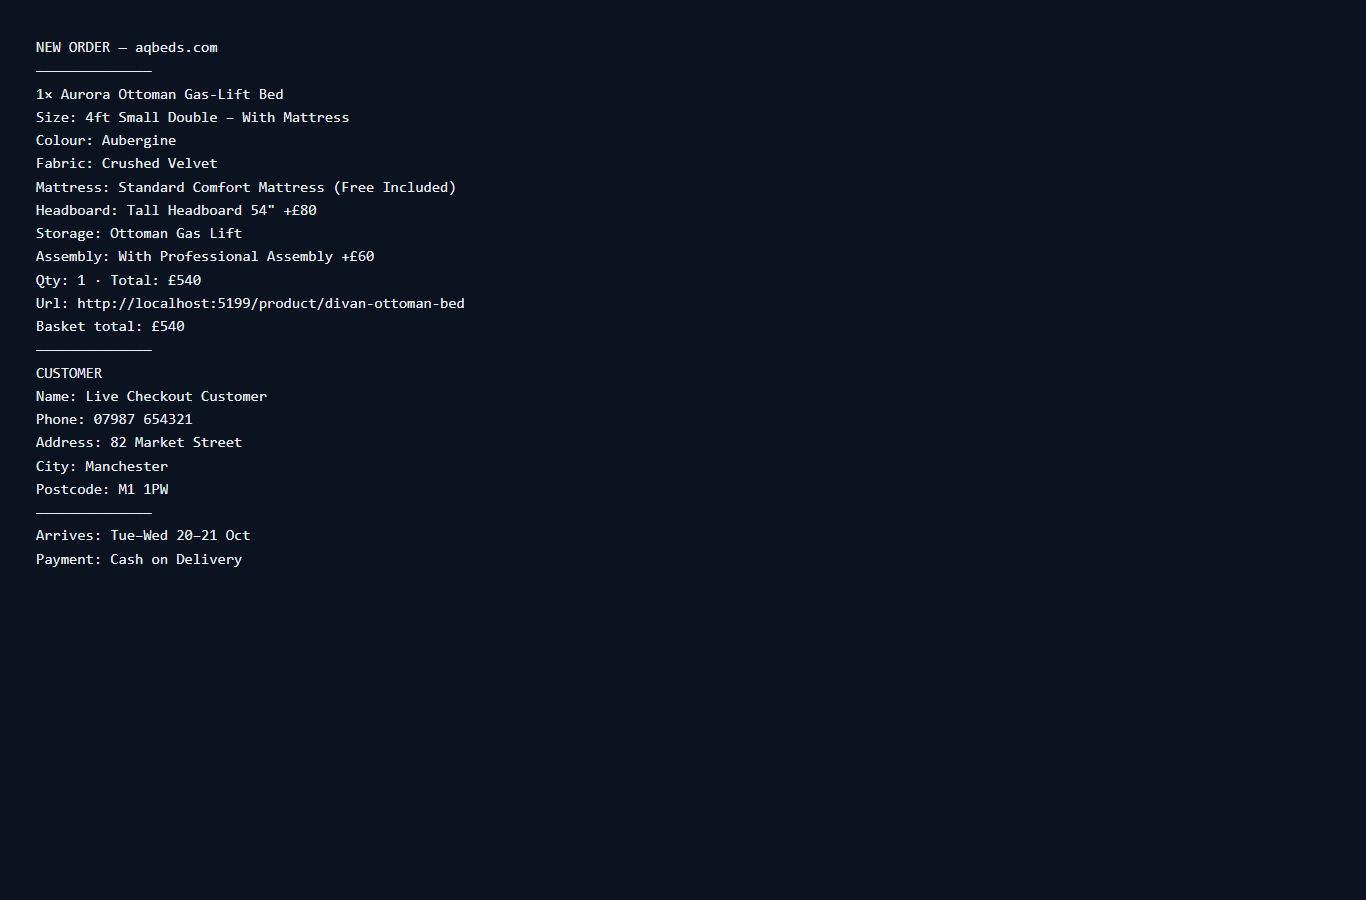 NEW ORDER — aqbeds.com
——————————————
1× Aurora Ottoman Gas-Lift Bed
Size: 4ft Small Double – With Mattress
Colour: Aubergine
Fabric: Crushed Velvet
Mattress: Standard Comfort Mattress (Free Included)
Headboard: Tall Headboard 54" +£80
Storage: Ottoman Gas Lift
Assembly: With Professional Assembly +£60
Qty: 1 · Total: £540
Url: http://localhost:5199/product/divan-ottoman-bed
Basket total: £540
——————————————
CUSTOMER
Name: Live Checkout Customer
Phone: 07987 654321
Address: 82 Market Street
City: Manchester
Postcode: M1 1PW
——————————————
Arrives: Tue–Wed 20–21 Oct
Payment: Cash on Delivery